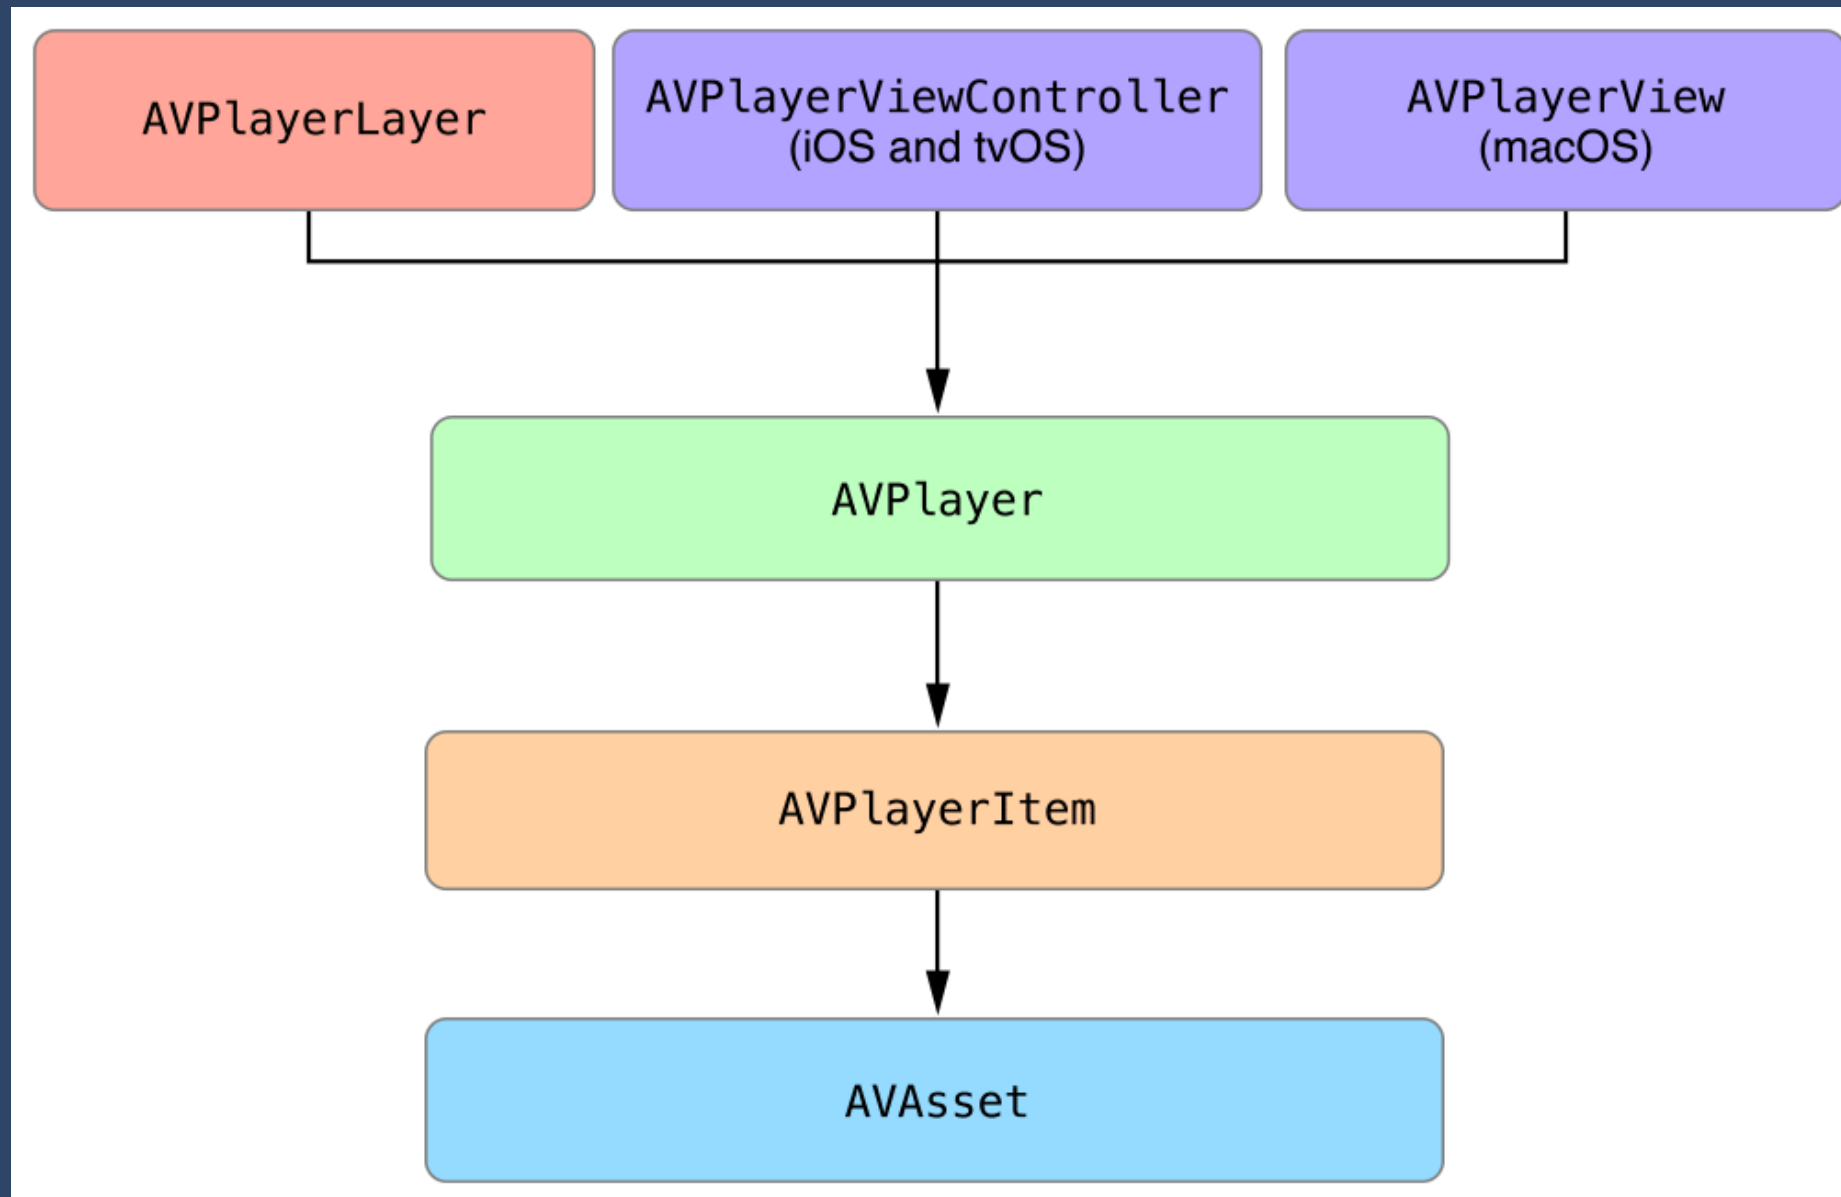 AVPlayerLayer
AVPlayerViewController
(iOS and tvOS)
AVPlayerView
(macOS)
AVPlayer
AVPlayerItem
AVAsset